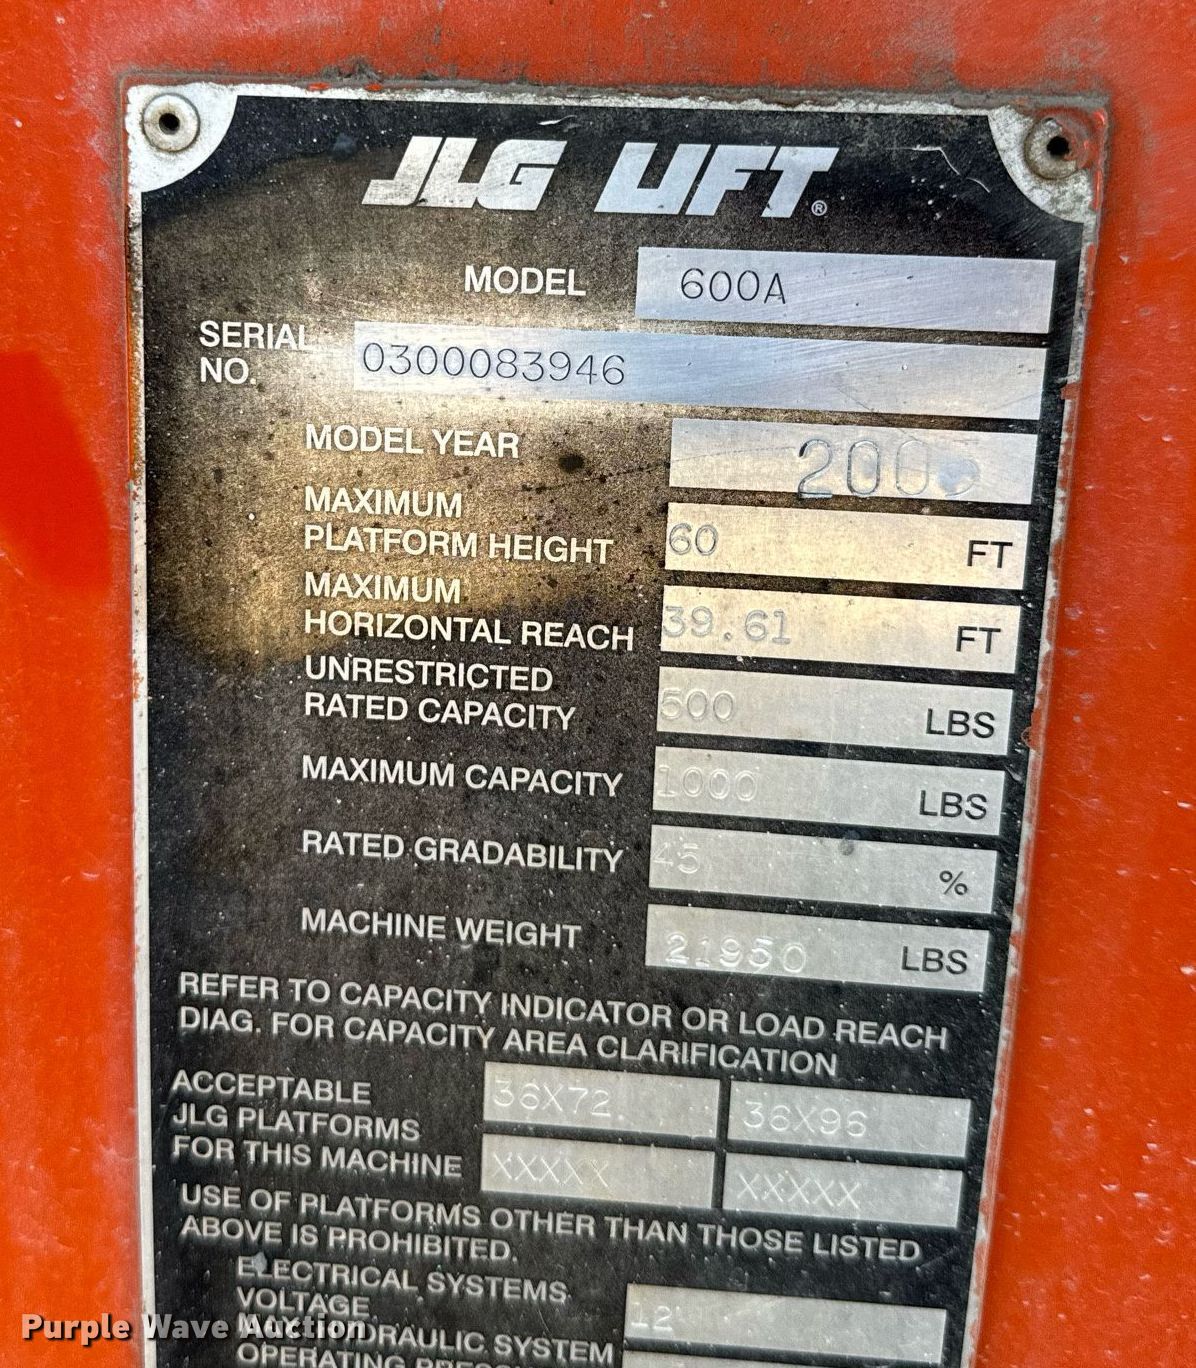 JLG LIFT®
MODEL 600A
SERIAL NO. 0300083946
MODEL YEAR
MAXIMUM PLATFORM HEIGHT 60 FT
MAXIMUM HORIZONTAL REACH 39.61 FT
UNRESTRICTED RATED CAPACITY 500 LBS
MAXIMUM CAPACITY 1000 LBS
RATED GRADABILITY 45 %
MACHINE WEIGHT 21950 LBS
REFER TO CAPACITY INDICATOR OR LOAD REACH
DIAG. FOR CAPACITY AREA CLARIFICATION
ACCEPTABLE 36X72 36X96
JLG PLATFORMS
FOR THIS MACHINE XXXXX XXXXX
USE OF PLATFORMS OTHER THAN THOSE LISTED
ABOVE IS PROHIBITED.
ELECTRICAL SYSTEMS
VOLTAGE 12
HYDRAULIC SYSTEM
OPERATING
Purple Wave Auction